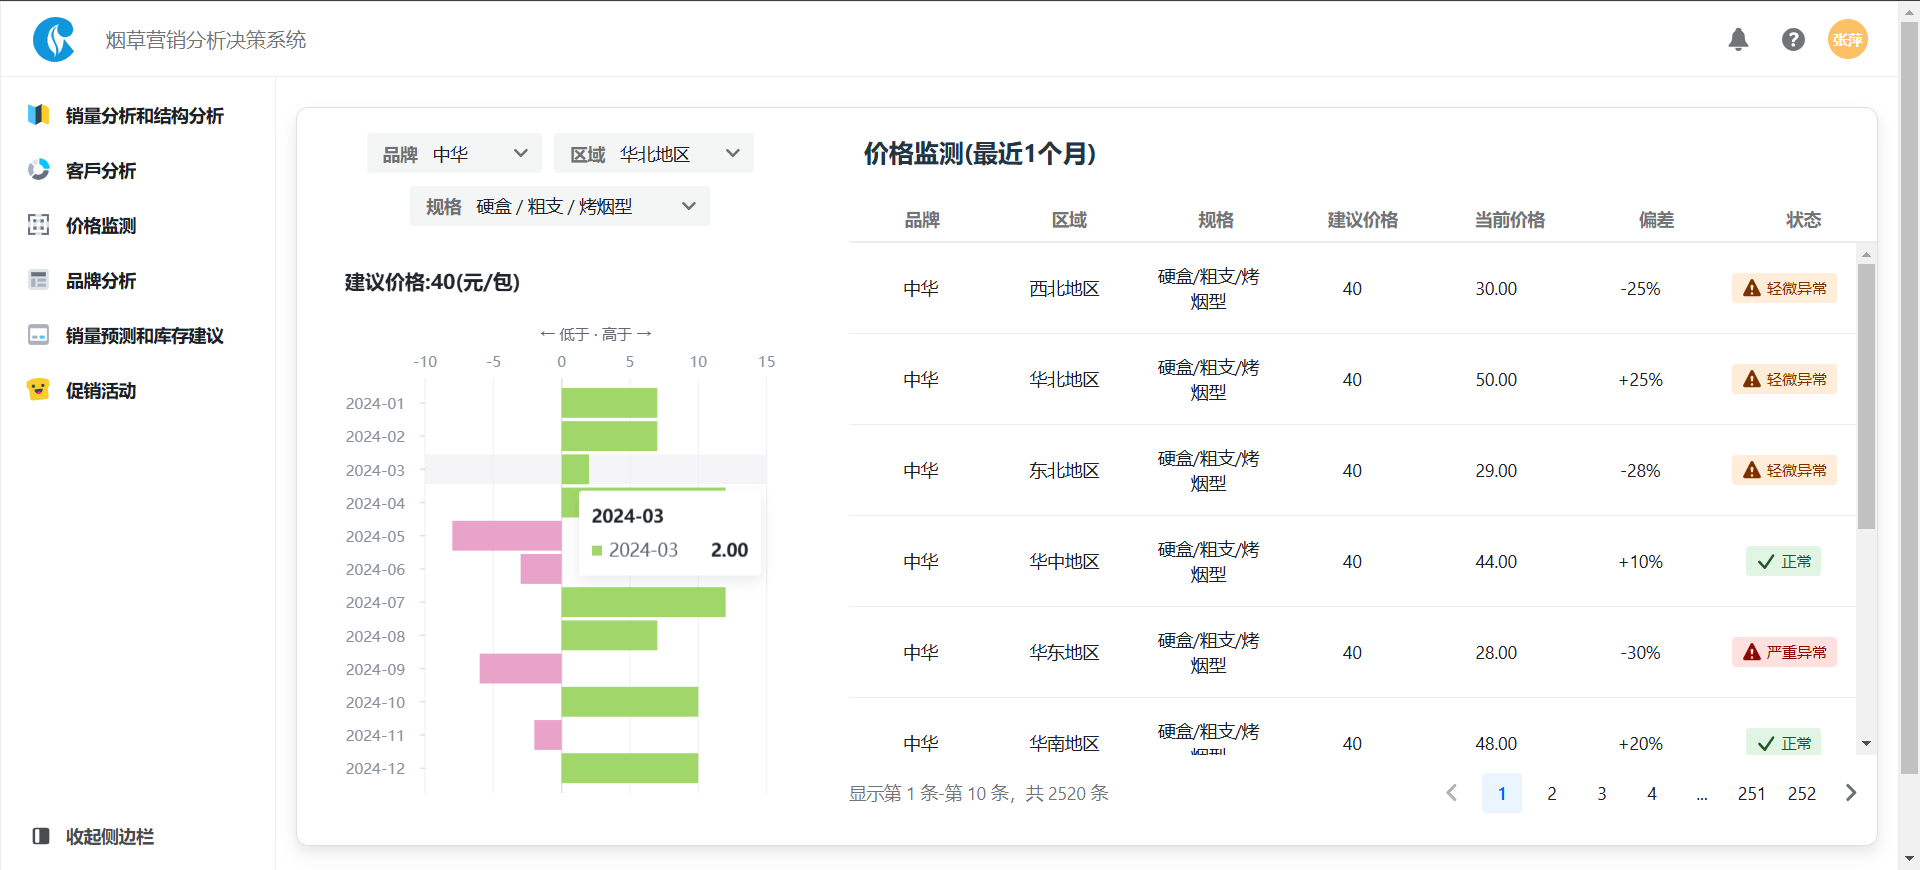 烟草营销分析决策系统
张萍
销量分析和结构分析
客戶分析
价格监测
品牌分析
销量预测和库存建议
促销活动
收起侧边栏
品牌 中华
区域 华北地区
规格 硬盒 / 粗支 / 烤烟型
建议价格:40(元/包)
← 低于 · 高于 →
-10 -5 0 5 10 15
2024-01
2024-02
2024-03
2024-04
2024-05
2024-06
2024-07
2024-08
2024-09
2024-10
2024-11
2024-12
2024-03
2024-03 2.00
价格监测(最近1个月)
品牌 区域 规格 建议价格 当前价格 偏差 状态
中华 西北地区 硬盒/粗支/烤
烟型 40 30.00 -25% 轻微异常
中华 华北地区 硬盒/粗支/烤
烟型 40 50.00 +25% 轻微异常
中华 东北地区 硬盒/粗支/烤
烟型 40 29.00 -28% 轻微异常
中华 华中地区 硬盒/粗支/烤
烟型 40 44.00 +10% 正常
中华 华东地区 硬盒/粗支/烤
烟型 40 28.00 -30% 严重异常
中华 华南地区 硬盒/粗支/烤
烟型 40 48.00 +20% 正常
显示第 1 条-第 10 条，共 2520 条
1 2 3 4 ... 251 252